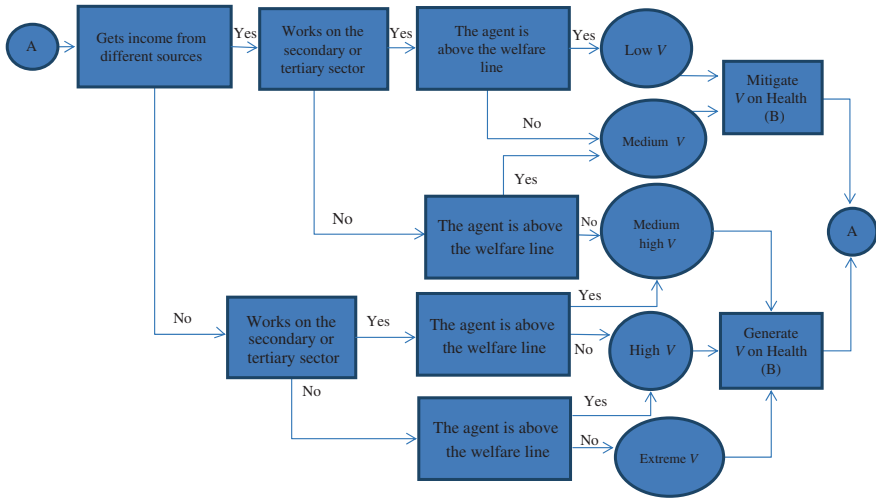 A
Gets income from
different sources
Yes
Works on the
secondary or
tertiary sector
Yes
The agent is
above the welfare
line
Yes
Low V
Mitigate
V on Health
(B)
No
Medium V
Yes
No
The agent is above
the welfare line
No
Medium
high V
A
No
Works on the
secondary or
tertiary sector
Yes
The agent is above
the welfare line
Yes
No
High V
Generate
V on Health
(B)
No
The agent is above
the welfare line
Yes
No
Extreme V